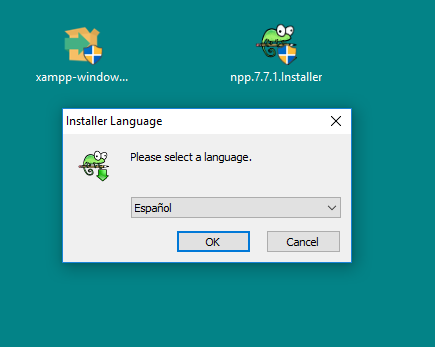 xampp-window...
npp.7.7.1.Installer
Installer Language
Please select a language.
Español
OK
Cancel